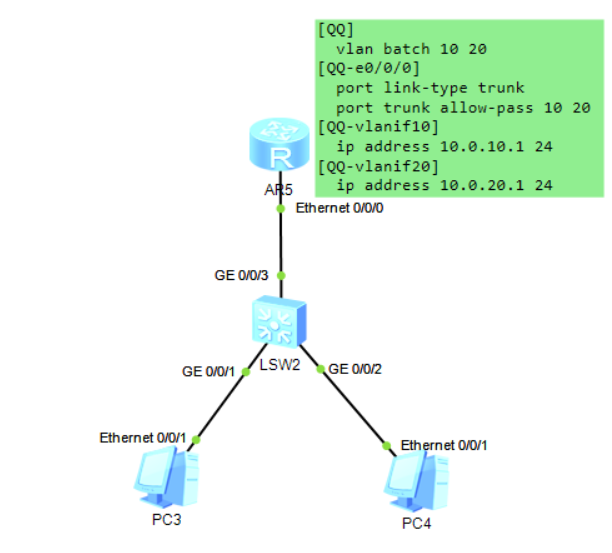 [QQ]
vlan batch 10 20
[QQ-e0/0/0]
port link-type trunk
port trunk allow-pass 10 20
[QQ-vlanif10]
ip address 10.0.10.1 24
[QQ-vlanif20]
ip address 10.0.20.1 24
R
AR5
Ethernet 0/0/0
GE 0/0/3
LSW2
GE 0/0/1
GE 0/0/2
Ethernet 0/0/1
Ethernet 0/0/1
PC3
PC4